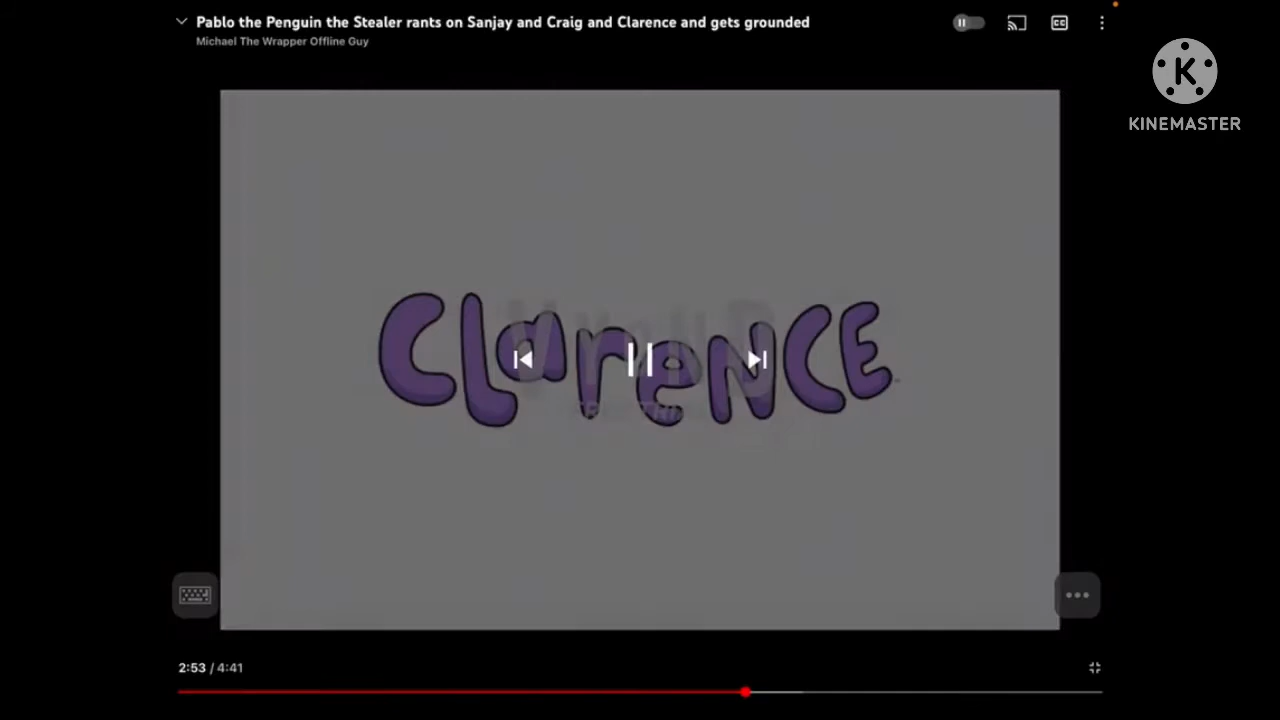 Pablo the Penguin the Stealer rants on Sanjay and Craig and Clarence and gets grounded
Michael The Wrapper Offline Guy
CC
K
KINEMASTER
CLarENCE
2:53 / 4:41